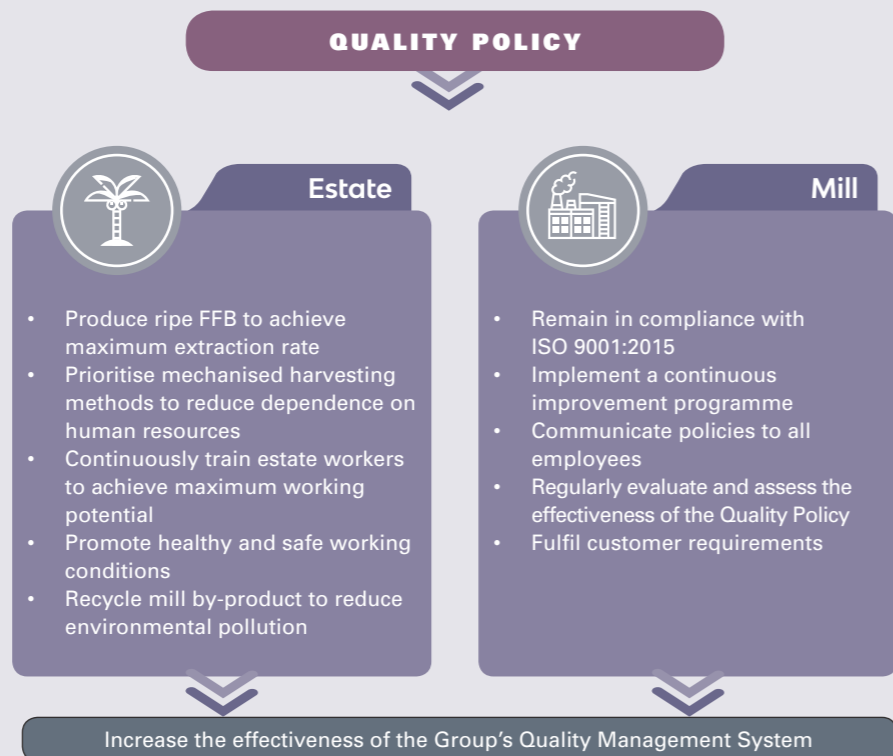 QUALITY POLICY
Estate
• Produce ripe FFB to achieve
maximum extraction rate
• Prioritise mechanised harvesting
methods to reduce dependence on
human resources
• Continuously train estate workers
to achieve maximum working
potential
• Promote healthy and safe working
conditions
• Recycle mill by-product to reduce
environmental pollution
Mill
• Remain in compliance with
ISO 9001:2015
• Implement a continuous
improvement programme
• Communicate policies to all
employees
• Regularly evaluate and assess the
effectiveness of the Quality Policy
• Fulfil customer requirements
Increase the effectiveness of the Group's Quality Management System